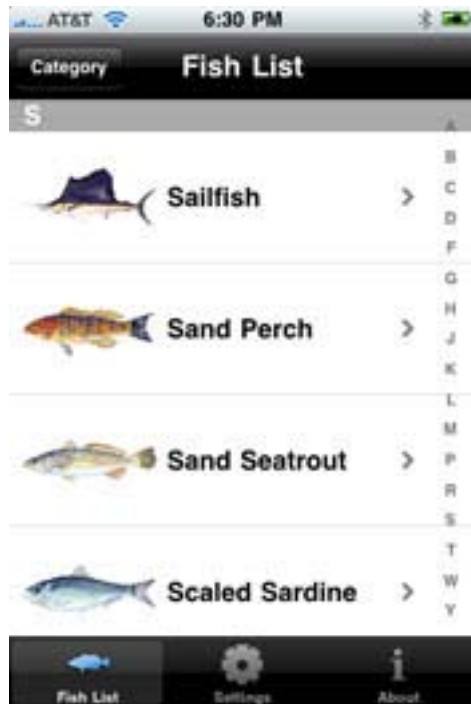 AT&T 6:30 PM
Category Fish List
S
Sailfish
Sand Perch
Sand Seatrout
Scaled Sardine
A
B
C
D
F
G
H
J
K
L
M
P
R
S
T
W
Y
Fish List Settings About